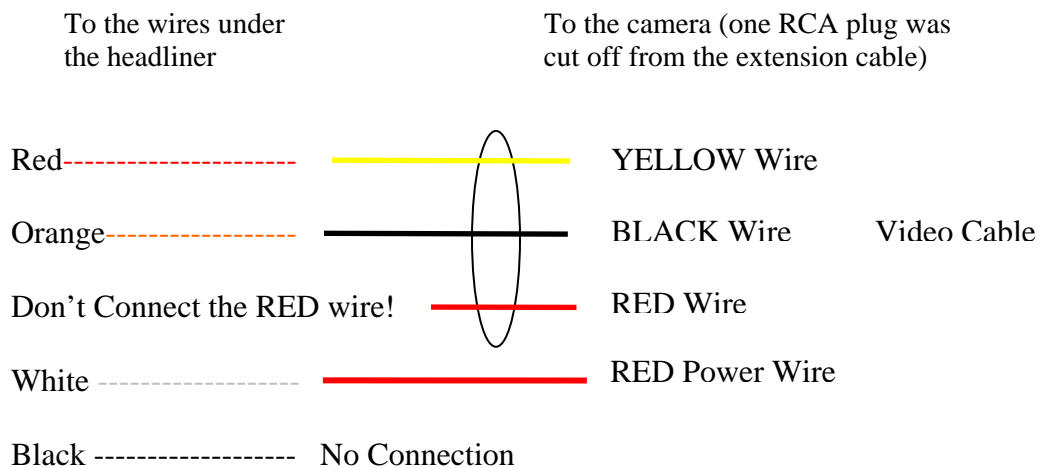 To the wires under
the headliner
To the camera (one RCA plug was
cut off from the extension cable)
Red----------------------- YELLOW Wire
Orange------------------- BLACK Wire Video Cable
Don’t Connect the RED wire! RED Wire
White -------------------- RED Power Wire
Black ------------------- No Connection